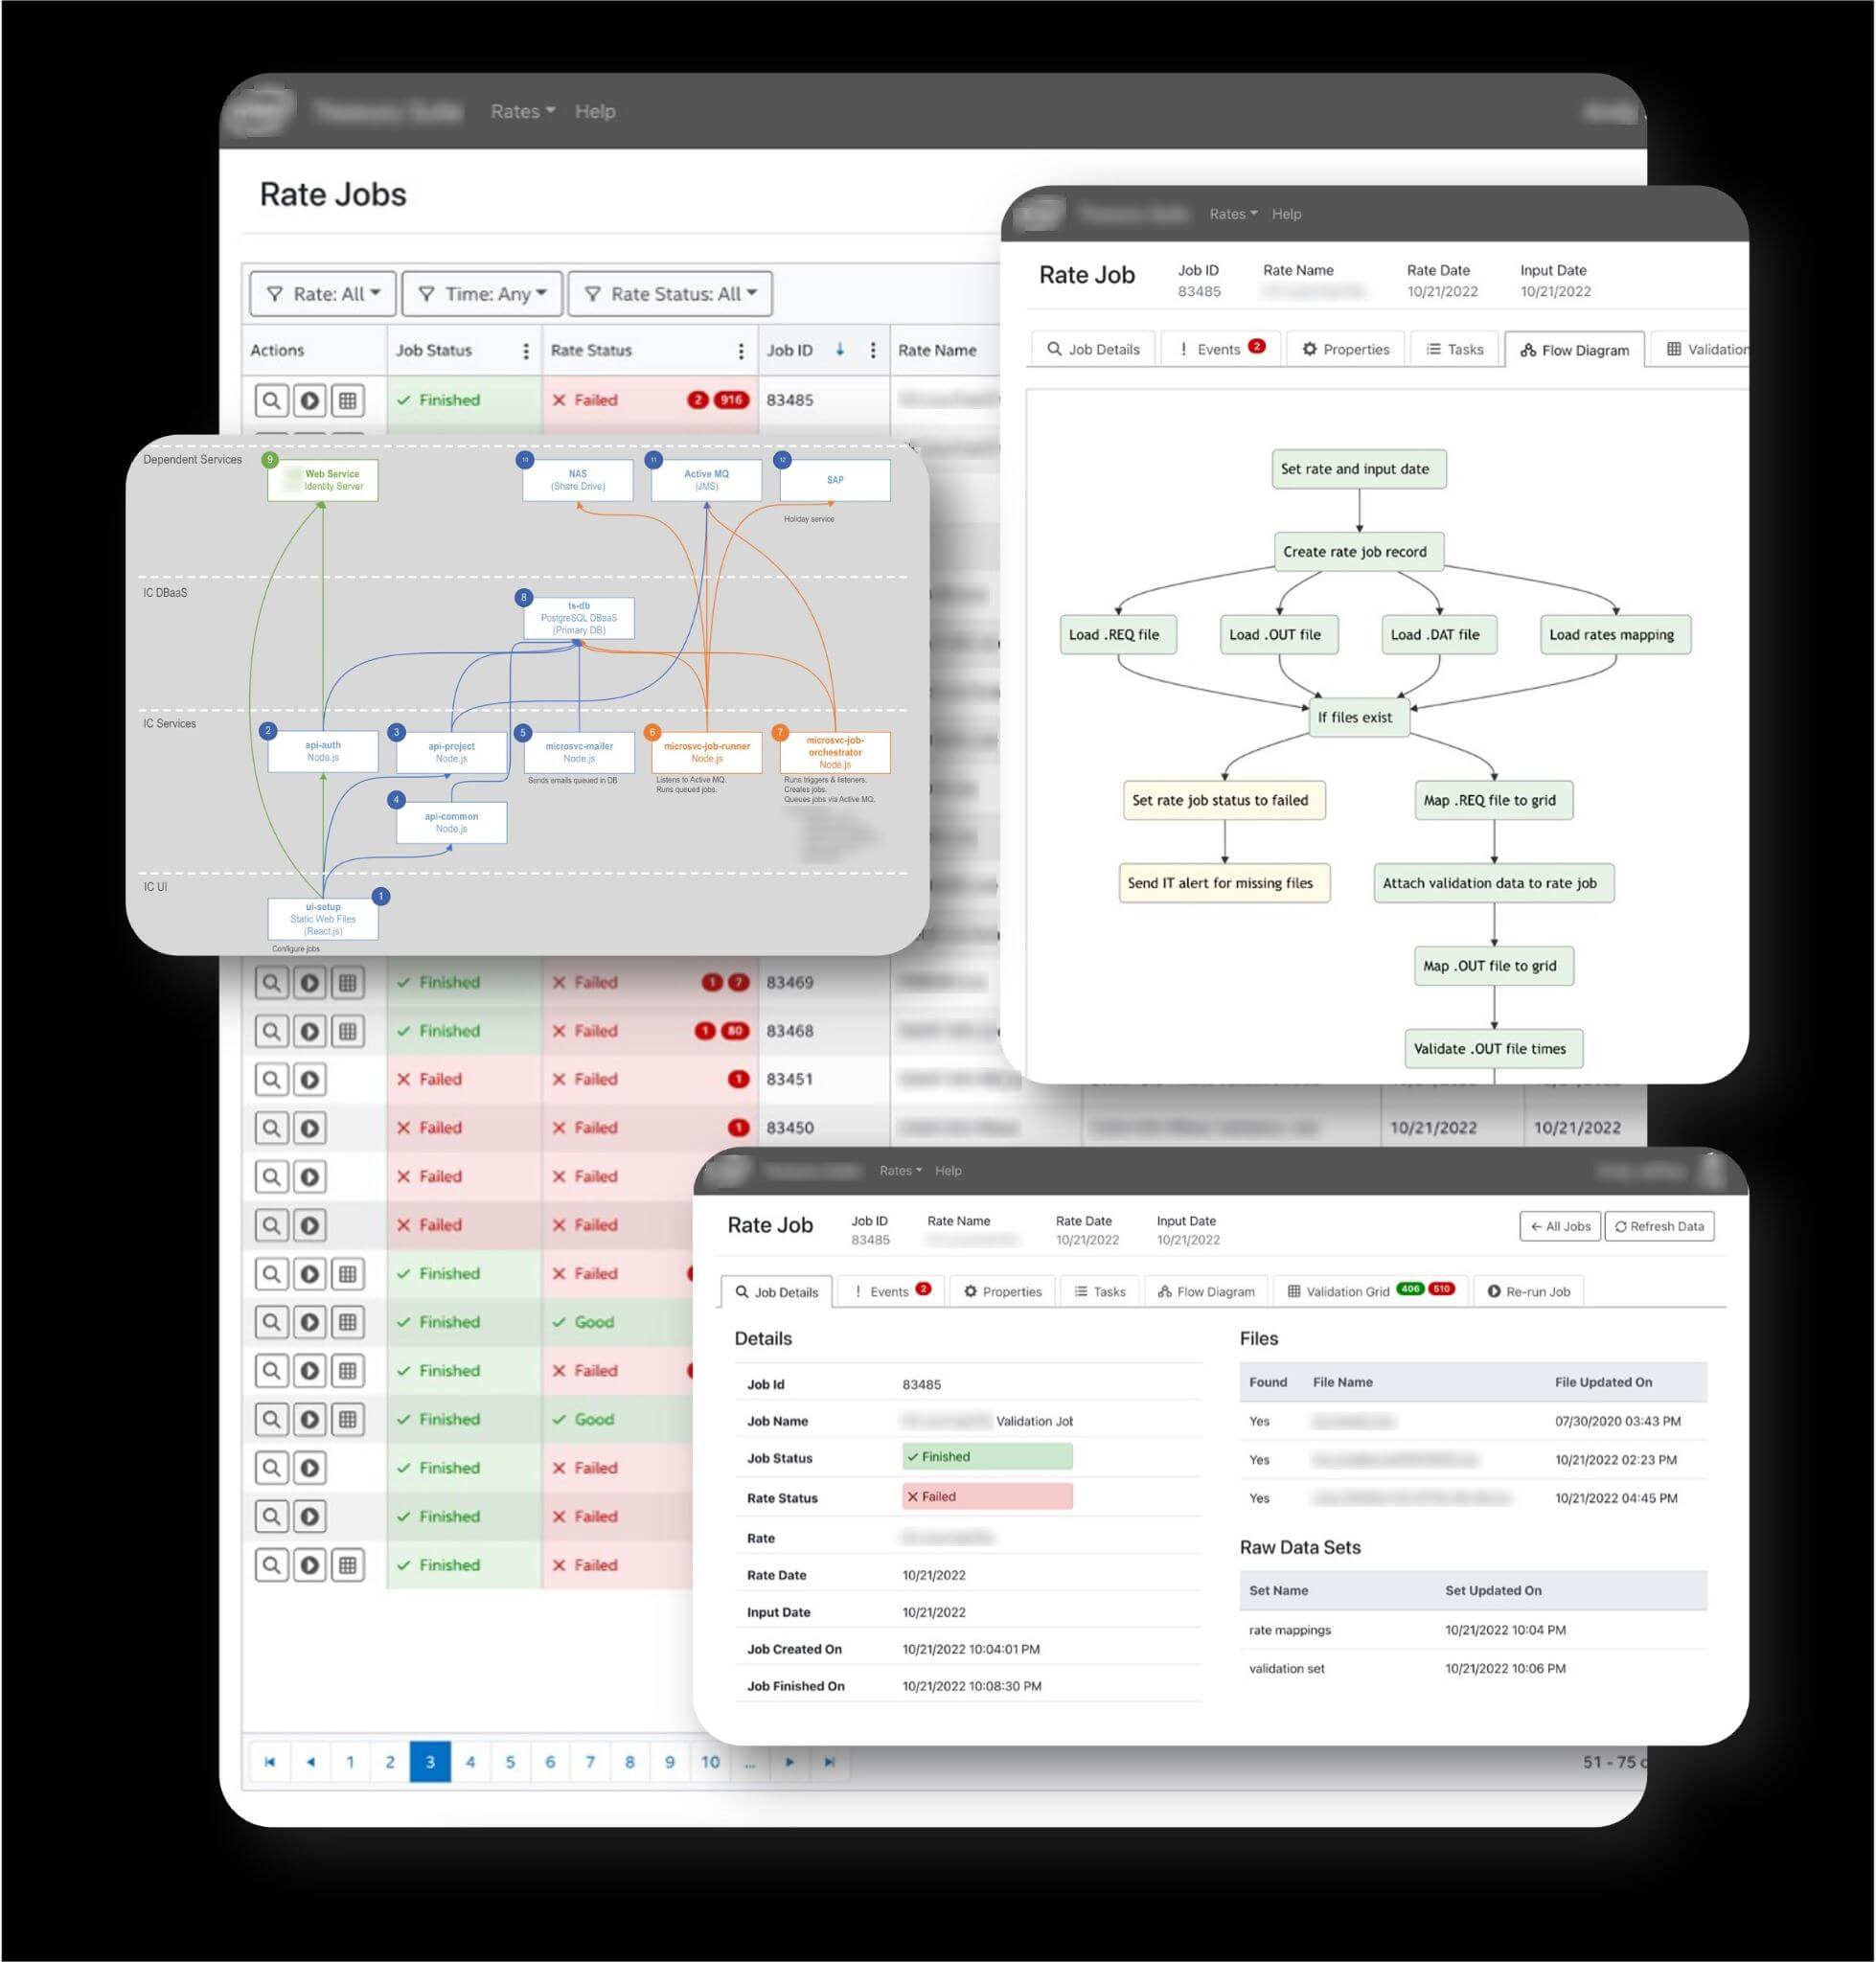 Rates Help
Rate Jobs
Rate: All Time: Any Rate Status: All
Actions Job Status Rate Status Job ID Rate Name
Finished Failed 2 916 83485
Finished Failed 1 7 83469
Finished Failed 1 80 83468
Failed Failed 1 83451
Failed Failed 1 83450 10/21/2022 10/21/2022
Failed Failed
Failed Failed
Finished Failed
Finished Good
Finished Failed
Finished Good
Finished Failed
Finished Failed
Finished Failed
1 2 3 4 5 6 7 8 9 10 ...
51 - 75
Dependent Services
9
Web Service
Identity Server
10
NAS
(Share Drive)
11
Active MQ
(JMS)
12
SAP
Holiday service
IC DBaaS
8
ts-db
PostgreSQL DBaaS
(Primary DB)
IC Services
2
api-auth
Node.js
3
api-project
Node.js
5
microsvc-mailer
Node.js
Sends emails queued in DB
6
microsvc-job-runner
Node.js
Listens to Active MQ.
Runs queued jobs.
7
microsvc-job-
orchestrator
Node.js
Runs triggers & listeners.
Creates jobs.
Queues jobs via Active MQ.
4
api-common
Node.js
IC UI
1
ui-setup
Static Web Files
(React.js)
Configure jobs
Rates Help
Rate Job
Job ID Rate Name Rate Date Input Date
83485 10/21/2022 10/21/2022
Job Details ! Events 2 Properties Tasks Flow Diagram Validation
Set rate and input date
Create rate job record
Load .REQ file Load .OUT file Load .DAT file Load rates mapping
If files exist
Set rate job status to failed Map .REQ file to grid
Send IT alert for missing files Attach validation data to rate job
Map .OUT file to grid
Validate .OUT file times
Rates Help
Rate Job
Job ID Rate Name Rate Date Input Date
83485 10/21/2022 10/21/2022
← All Jobs Refresh Data
Job Details ! Events 2 Properties Tasks Flow Diagram Validation Grid 406 510 Re-run Job
Details
Job Id 83485
Job Name Validation Job
Job Status Finished
Rate Status Failed
Rate
Rate Date 10/21/2022
Input Date 10/21/2022
Job Created On 10/21/2022 10:04:01 PM
Job Finished On 10/21/2022 10:08:30 PM
Files
Found File Name File Updated On
Yes 07/30/2020 03:43 PM
Yes 10/21/2022 02:23 PM
Yes 10/21/2022 04:45 PM
Raw Data Sets
Set Name Set Updated On
rate mappings 10/21/2022 10:04 PM
validation set 10/21/2022 10:06 PM